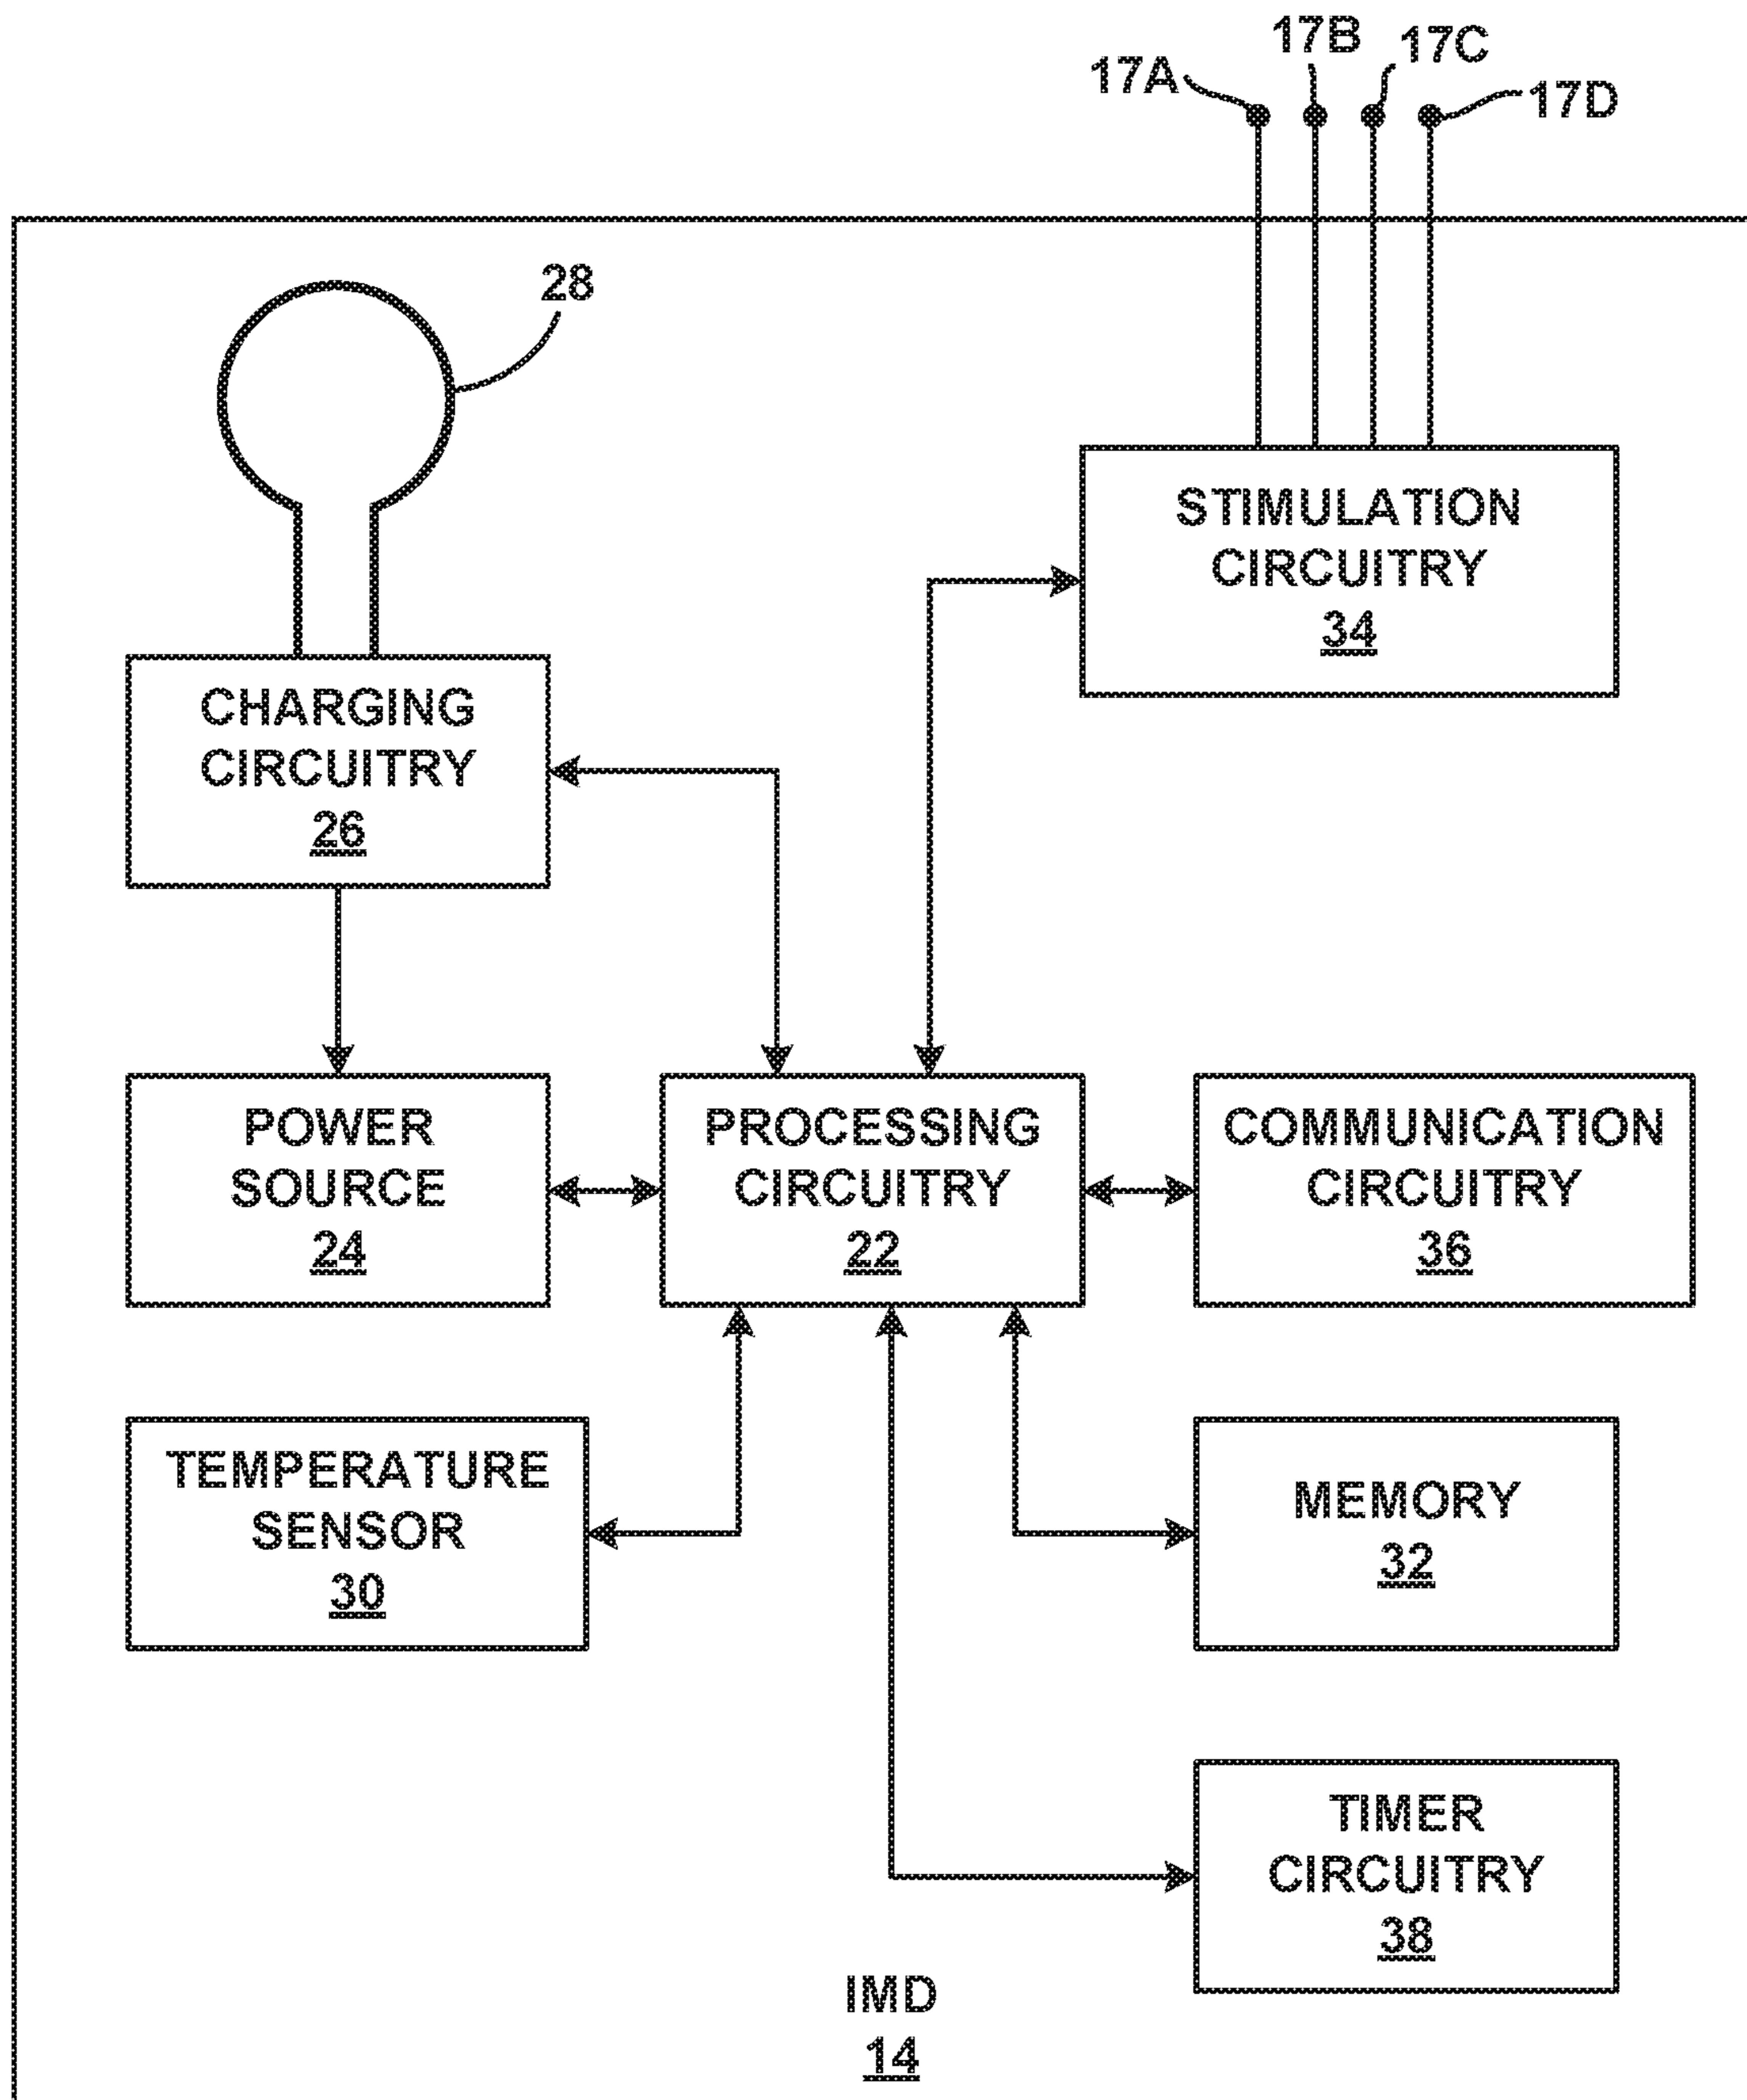 17A
17B
17C
17D
28
STIMULATION
CIRCUITRY
34
CHARGING
CIRCUITRY
26
POWER
SOURCE
24
PROCESSING
CIRCUITRY
22
COMMUNICATION
CIRCUITRY
36
TEMPERATURE
SENSOR
30
MEMORY
32
TIMER
CIRCUITRY
38
IMD
14